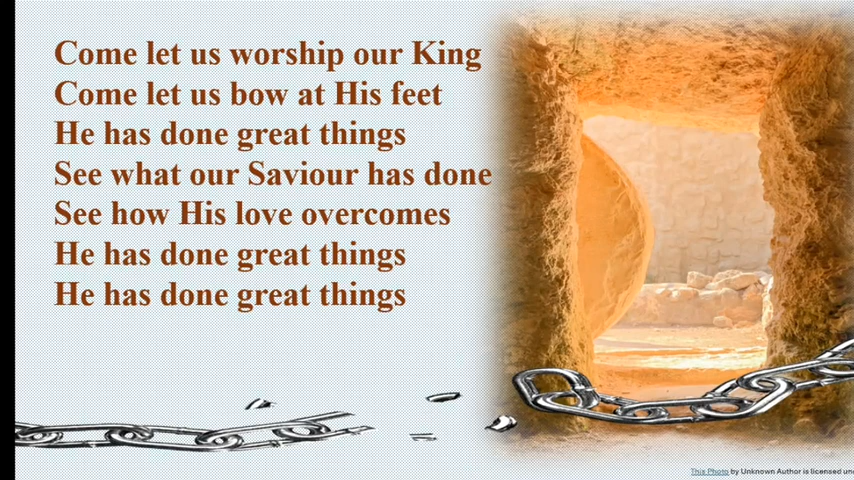 Come let us worship our King
Come let us bow at His feet
He has done great things
See what our Saviour has done
See how His love overcomes
He has done great things
He has done great things
This Photo by Unknown Author is licensed